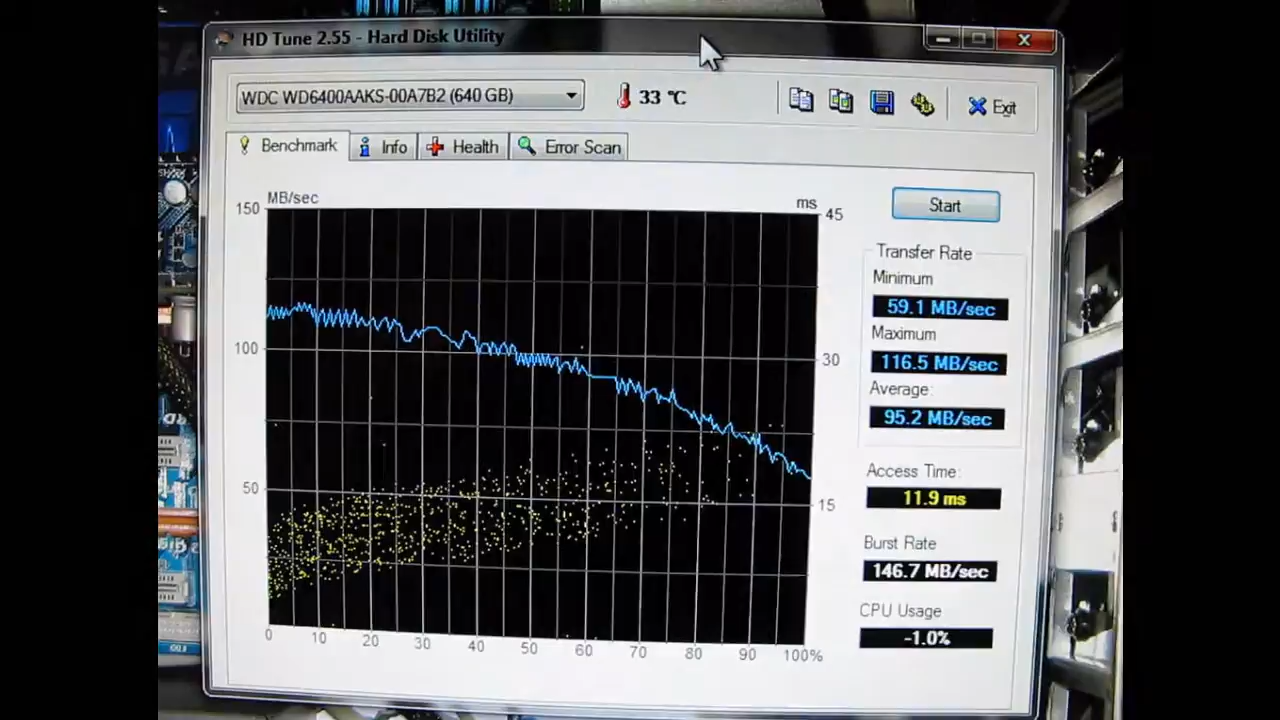 HD Tune 2.55 - Hard Disk Utility
WDC WD6400AAKS-00A7B2 (640 GB)
33 °C
Exit
Benchmark
Info
Health
Error Scan
MB/sec
ms
150
100
50
45
30
15
0 10 20 30 40 50 60 70 80 90 100%
Start
Transfer Rate
Minimum
59.1 MB/sec
Maximum
116.5 MB/sec
Average:
95.2 MB/sec
Access Time:
11.9 ms
Burst Rate
146.7 MB/sec
CPU Usage
-1.0%